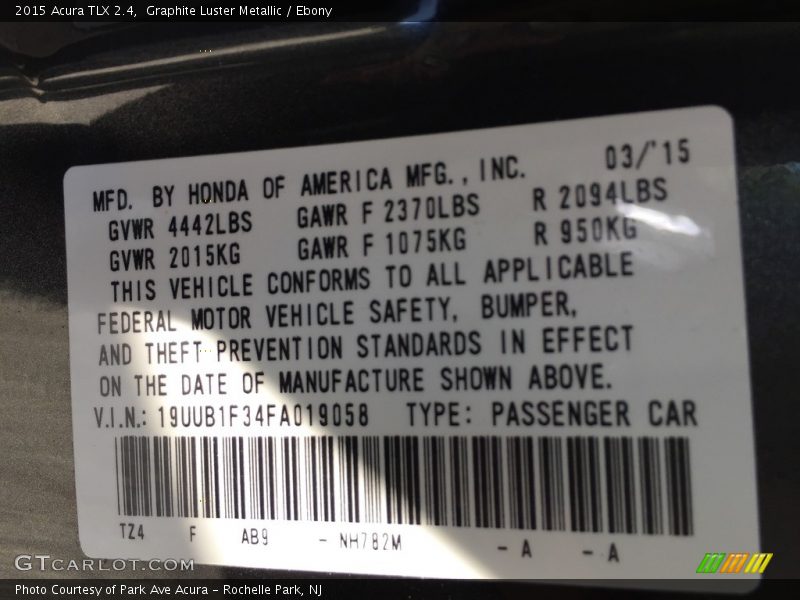 2015 Acura TLX 2.4,  Graphite Luster Metallic / Ebony
MFD. BY HONDA OF AMERICA MFG., INC. 03/'15
GVWR 4442LBS GAWR F 2370LBS R 2094LBS
GVWR 2015KG GAWR F 1075KG R 950KG
THIS VEHICLE CONFORMS TO ALL APPLICABLE
FEDERAL MOTOR VEHICLE SAFETY, BUMPER,
AND THEFT PREVENTION STANDARDS IN EFFECT
ON THE DATE OF MANUFACTURE SHOWN ABOVE.
V.I.N.: 19UUB1F34FA019058 TYPE: PASSENGER CAR
TZ4 F AB9 - NH782M - A - A
GTCARLOT.COM
Photo Courtesy of Park Ave Acura - Rochelle Park, NJ